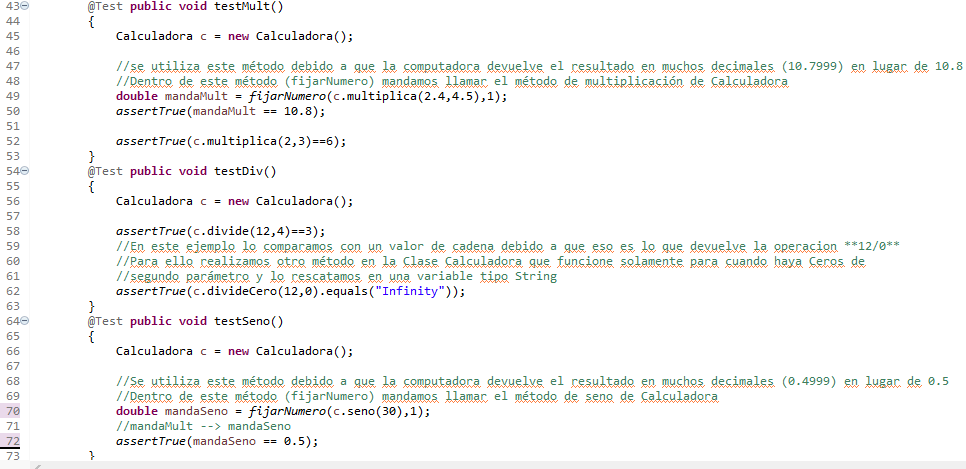 43 @Test public void testMult()
44 {
45 Calculadora c = new Calculadora();
46
47 //se utiliza este método debido a que la computadora devuelve el resultado en muchos decimales (10.7999) en lugar de 10.8
48 //Dentro de este método (fijarNumero) mandamos llamar el método de multiplicación de Calculadora
49 double mandaMult = fijarNumero(c.multiplica(2.4,4.5),1);
50 assertTrue(mandaMult == 10.8);
51
52 assertTrue(c.multiplica(2,3)==6);
53 }
54 @Test public void testDiv()
55 {
56 Calculadora c = new Calculadora();
57
58 assertTrue(c.divide(12,4)==3);
59 //En este ejemplo lo comparamos con un valor de cadena debido a que eso es lo que devuelve la operacion **12/0**
60 //Para ello realizamos otro método en la Clase Calculadora que funcione solamente para cuando haya Ceros de
61 //segundo parámetro y lo rescatamos en una variable tipo String
62 assertTrue(c.divideCero(12,0).equals("Infinity"));
63 }
64 @Test public void testSeno()
65 {
66 Calculadora c = new Calculadora();
67
68 //Se utiliza este método debido a que la computadora devuelve el resultado en muchos decimales (0.4999) en lugar de 0.5
69 //Dentro de este método (fijarNumero) mandamos llamar el método de seno de Calculadora
70 double mandaSeno = fijarNumero(c.seno(30),1);
71 //mandaMult --> mandaSeno
72 assertTrue(mandaSeno == 0.5);
73 }